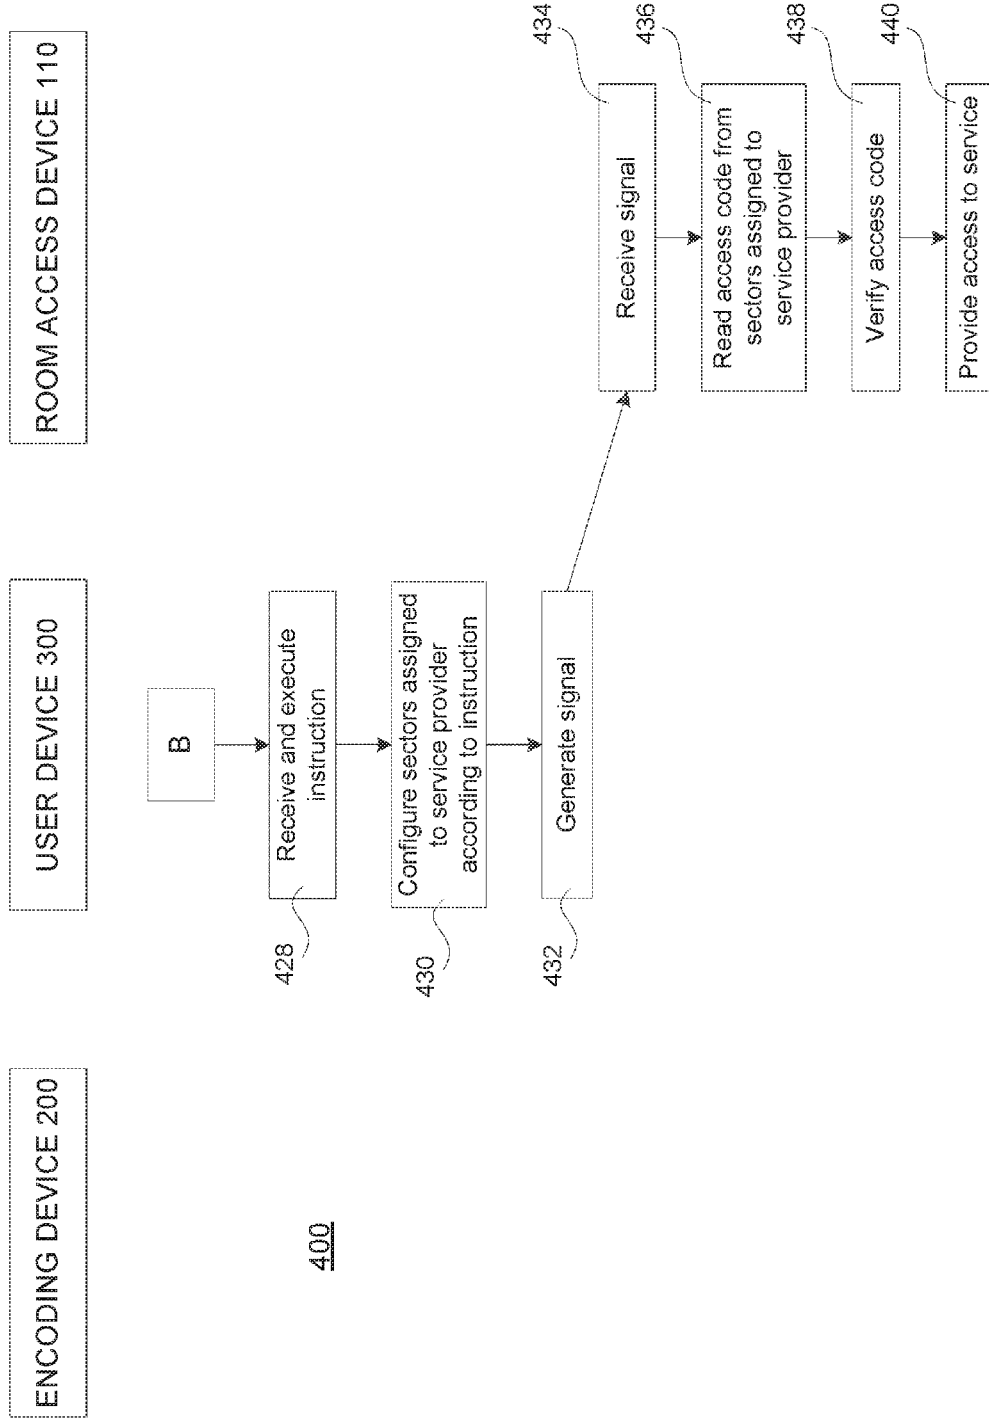 ENCODING DEVICE 200
USER DEVICE 300
ROOM ACCESS DEVICE 110
B
428
Receive and execute
instruction
400
430
Configure sectors assigned
to service provider
according to instruction
432
Generate signal
434
Receive signal
436
Read access code from
sectors assigned to
service provider
438
Verify access code
440
Provide access to service